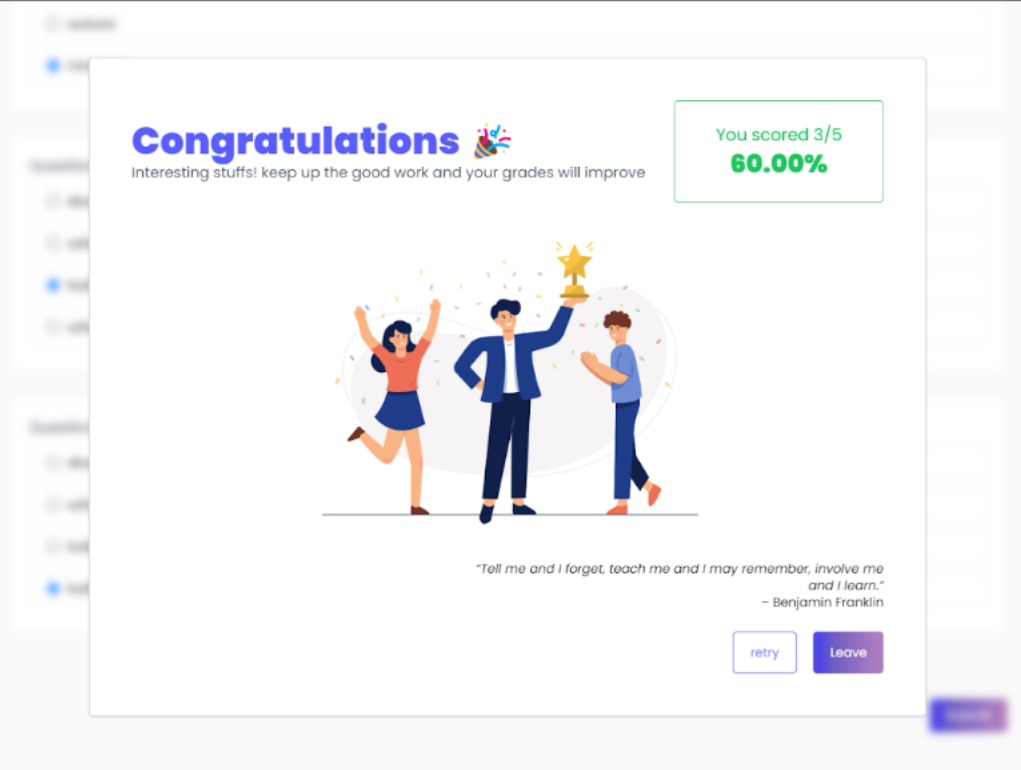 Congratulations 🎉
Interesting stuffs! keep up the good work and your grades will improve
You scored 3/5
60.00%
“Tell me and I forget, teach me and I may remember, involve me
and I learn.”
– Benjamin Franklin
retry
Leave